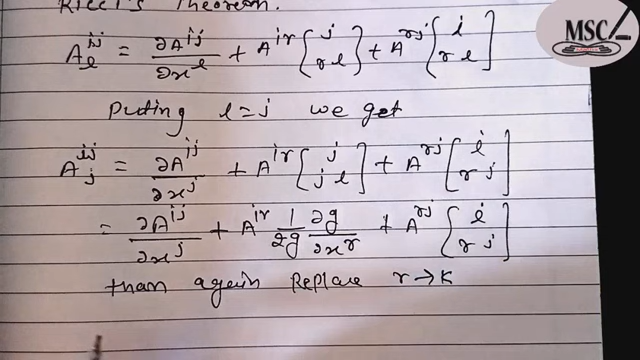 Ricci's Theorem.
MSC
A^{ij}_l = ∂A^{ij}/∂x^l + A^{ir} {j / r l} + A^{rj} {i / r l}
Puting l=j we get
A^{ij}_j = ∂A^{ij}/∂x^j + A^{ir} {j / j l} + A^{rj} {i / r j}
= ∂A^{ij}/∂x^j + A^{ir} 1/2g ∂g/∂x^r + A^{rj} {i / r j}
than again Replace r→K